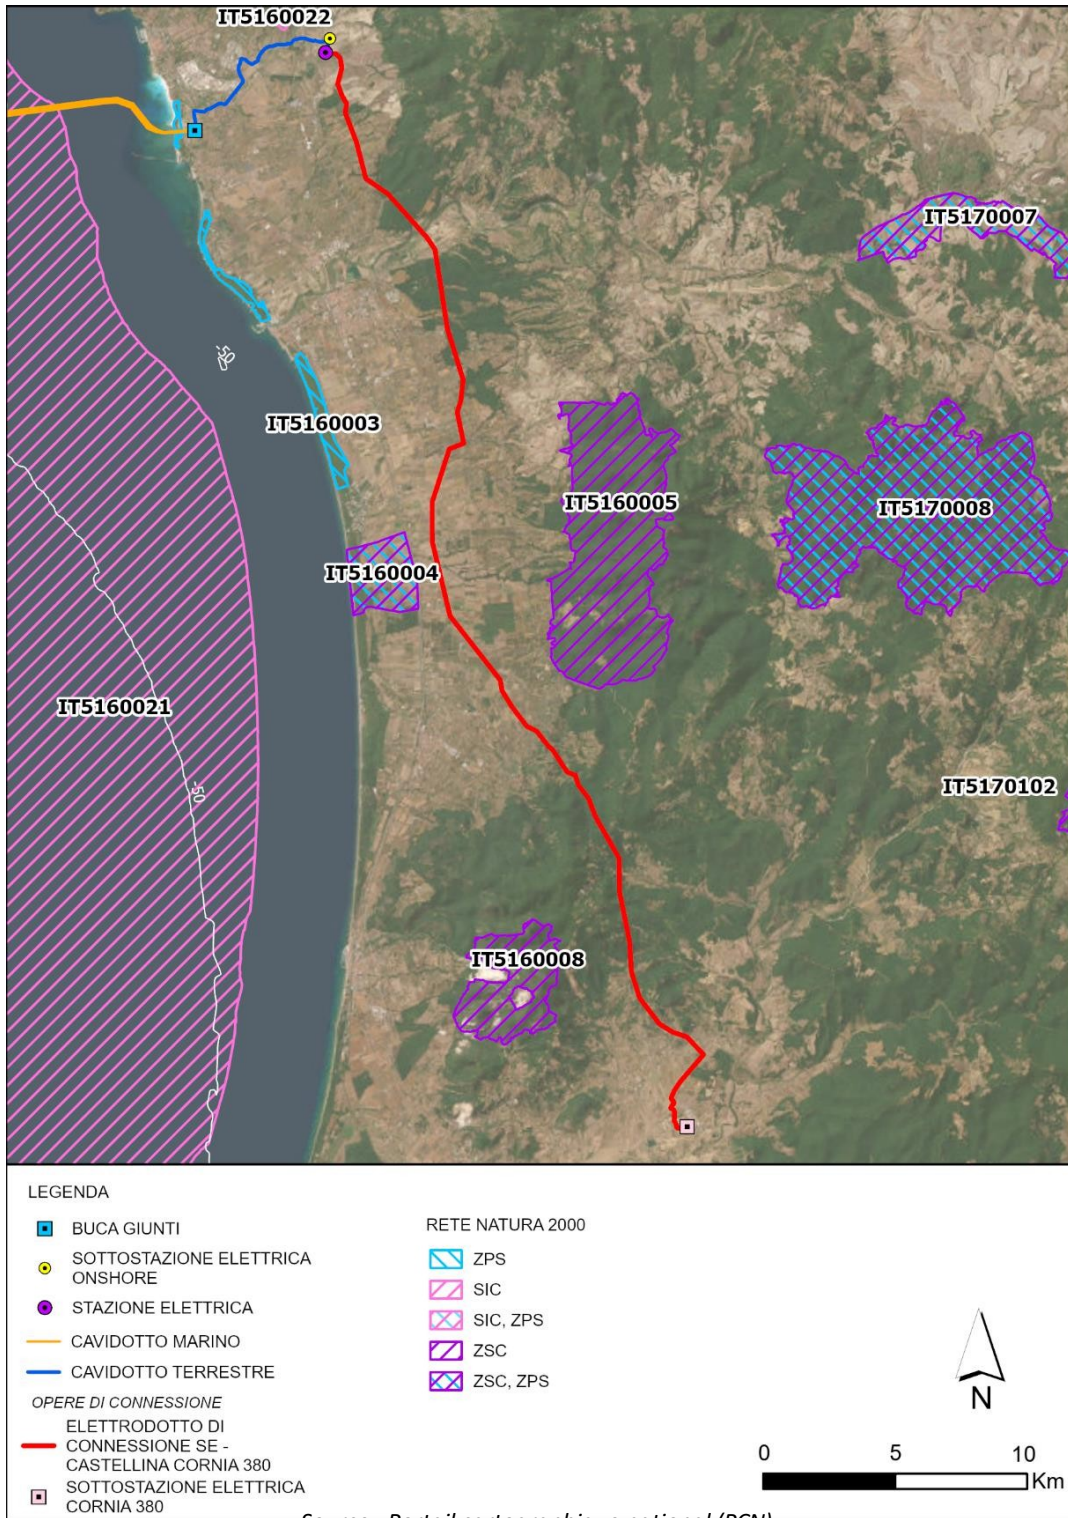 IT5160022
IT5170007
-50
IT5160003
IT5160005
IT5170008
IT5160004
IT5160021
-50
IT5170102
IT5160008
LEGENDA
BUCA GIUNTI
SOTTOSTAZIONE ELETTRICA
ONSHORE
STAZIONE ELETTRICA
CAVIDOTTO MARINO
CAVIDOTTO TERRESTRE
OPERE DI CONNESSIONE
ELETTRODOTTO DI
CONNESSIONE SE -
CASTELLINA CORNIA 380
SOTTOSTAZIONE ELETTRICA
CORNIA 380
RETE NATURA 2000
ZPS
SIC
SIC, ZPS
ZSC
ZSC, ZPS
N
0 5 10
Km